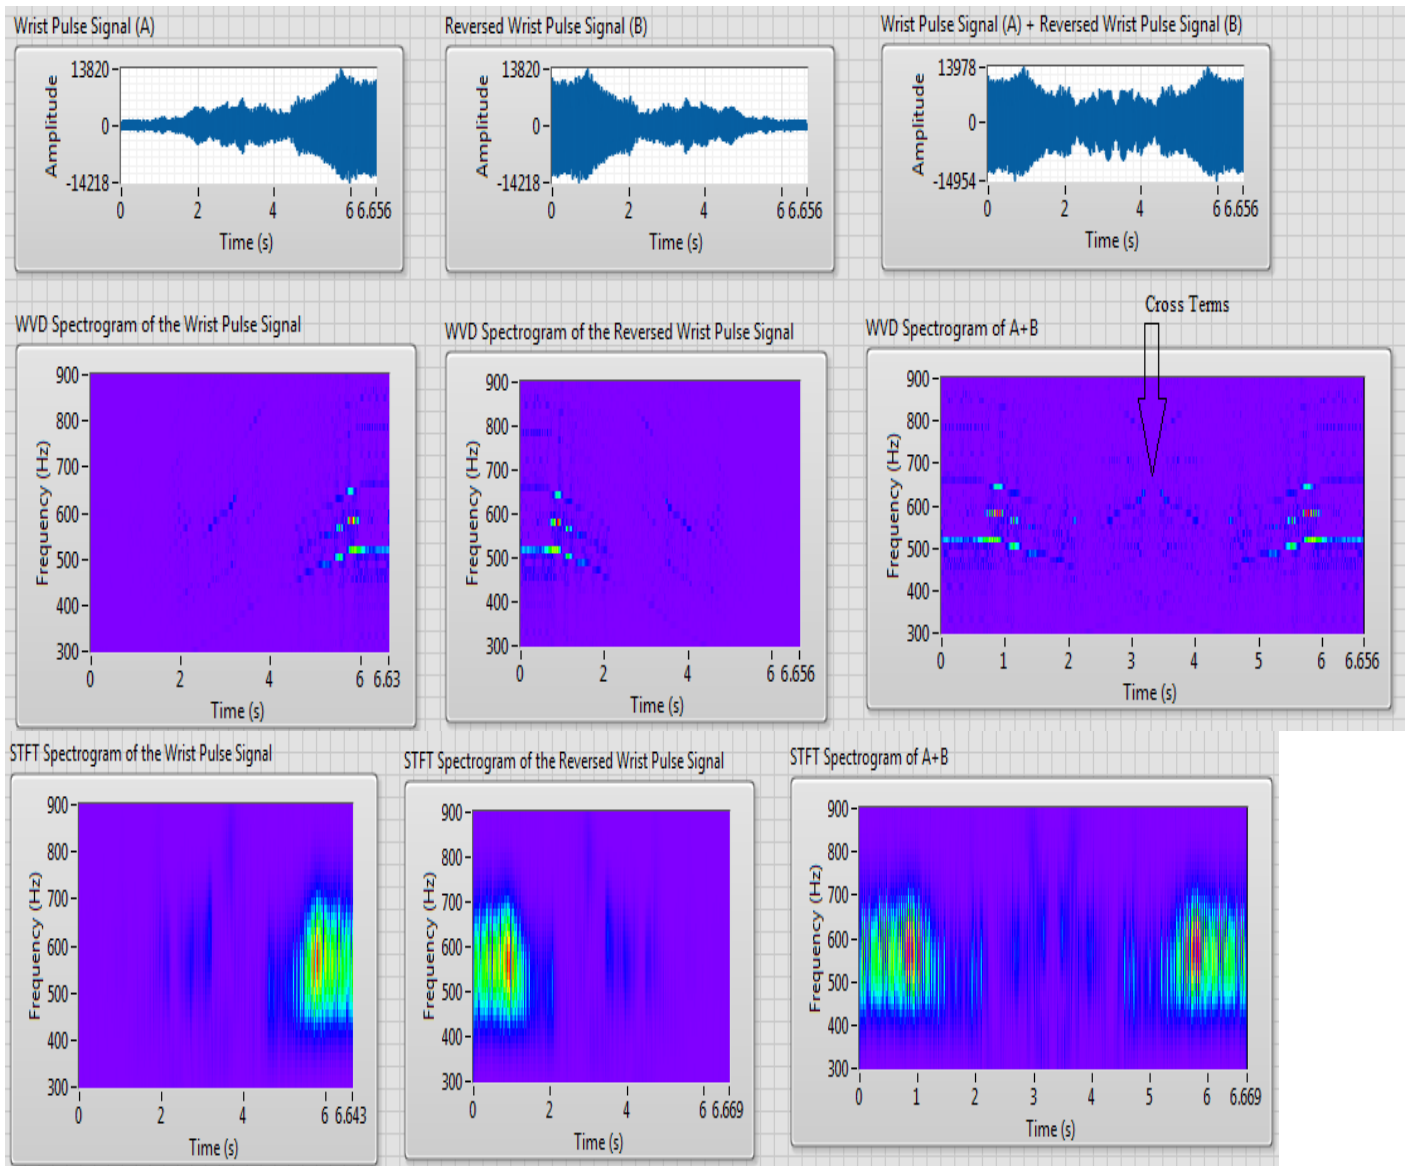 Wrist Pulse Signal (A)
Reversed Wrist Pulse Signal (B)
Wrist Pulse Signal (A) + Reversed Wrist Pulse Signal (B)
Amplitude
13820
0
-14218
0 2 4 6 6.656
Time (s)
Amplitude
13820
0
-14218
0 2 4 6 6.656
Time (s)
Amplitude
13978
0
-14954
0 2 4 6 6.656
Time (s)
Cross Terms
WVD Spectrogram of the Wrist Pulse Signal
WVD Spectrogram of the Reversed Wrist Pulse Signal
WVD Spectrogram of A+B
Frequency (Hz)
900
800
700
600
500
400
300
0 2 4 6 6.63
Time (s)
Frequency (Hz)
900
800
700
600
500
400
300
0 2 4 6 6.656
Time (s)
Frequency (Hz)
900
800
700
600
500
400
300
0 1 2 3 4 5 6 6.656
Time (s)
STFT Spectrogram of the Wrist Pulse Signal
STFT Spectrogram of the Reversed Wrist Pulse Signal
STFT Spectrogram of A+B
Frequency (Hz)
900
800
700
600
500
400
300
0 2 4 6 6.643
Time (s)
Frequency (Hz)
900
800
700
600
500
400
300
0 2 4 6 6.669
Time (s)
Frequency (Hz)
900
800
700
600
500
400
300
0 1 2 3 4 5 6 6.669
Time (s)